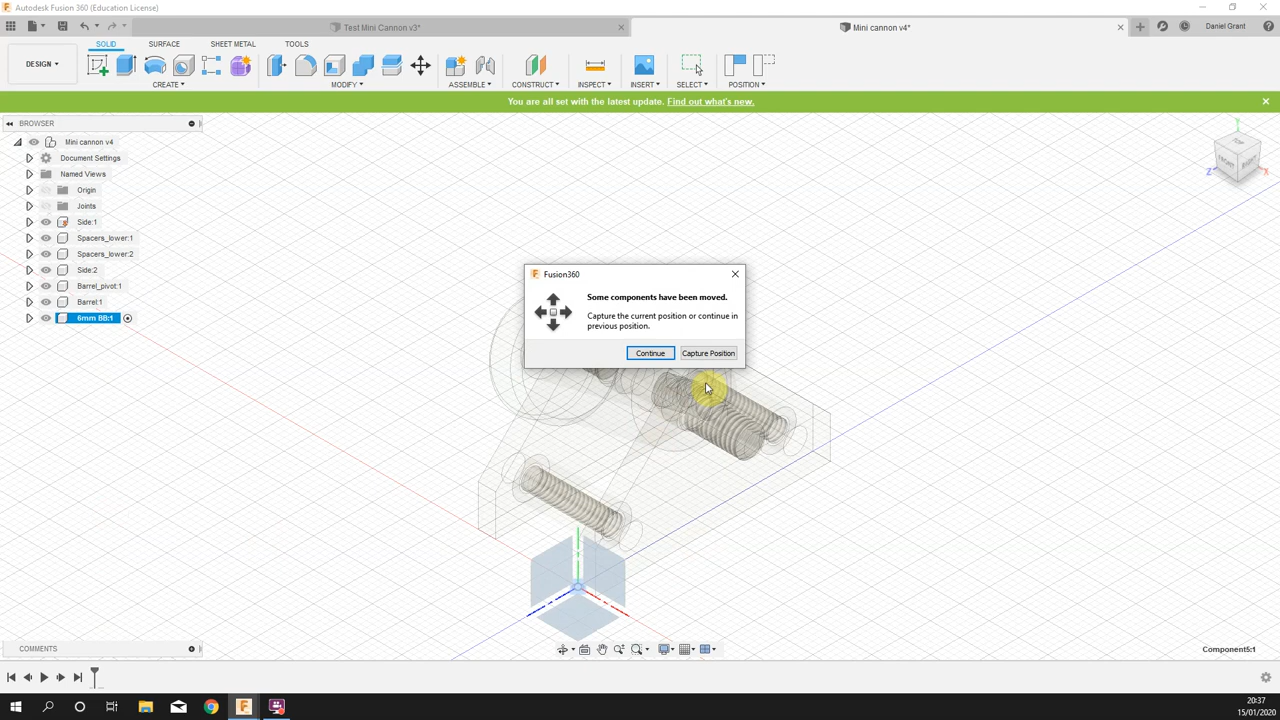 Autodesk Fusion 360 (Education License)
Test Mini Cannon v3*
Mini cannon v4*
Daniel Grant
SOLID
SURFACE
SHEET METAL
TOOLS
DESIGN
CREATE
MODIFY
ASSEMBLE
CONSTRUCT
INSPECT
INSERT
SELECT
POSITION
You are all set with the latest update. Find out what's new.
BROWSER
Mini cannon v4
Document Settings
Named Views
Origin
Joints
Side:1
Spacers_lower:1
Spacers_lower:2
Side:2
Barrel_pivot:1
Barrel:1
6mm BB:1
Fusion360
Some components have been moved.
Capture the current position or continue in
previous position.
Continue
Capture Position
Y
TOP
FRONT
RIGHT
Z
X
COMMENTS
Component5:1
20:37
15/01/2020